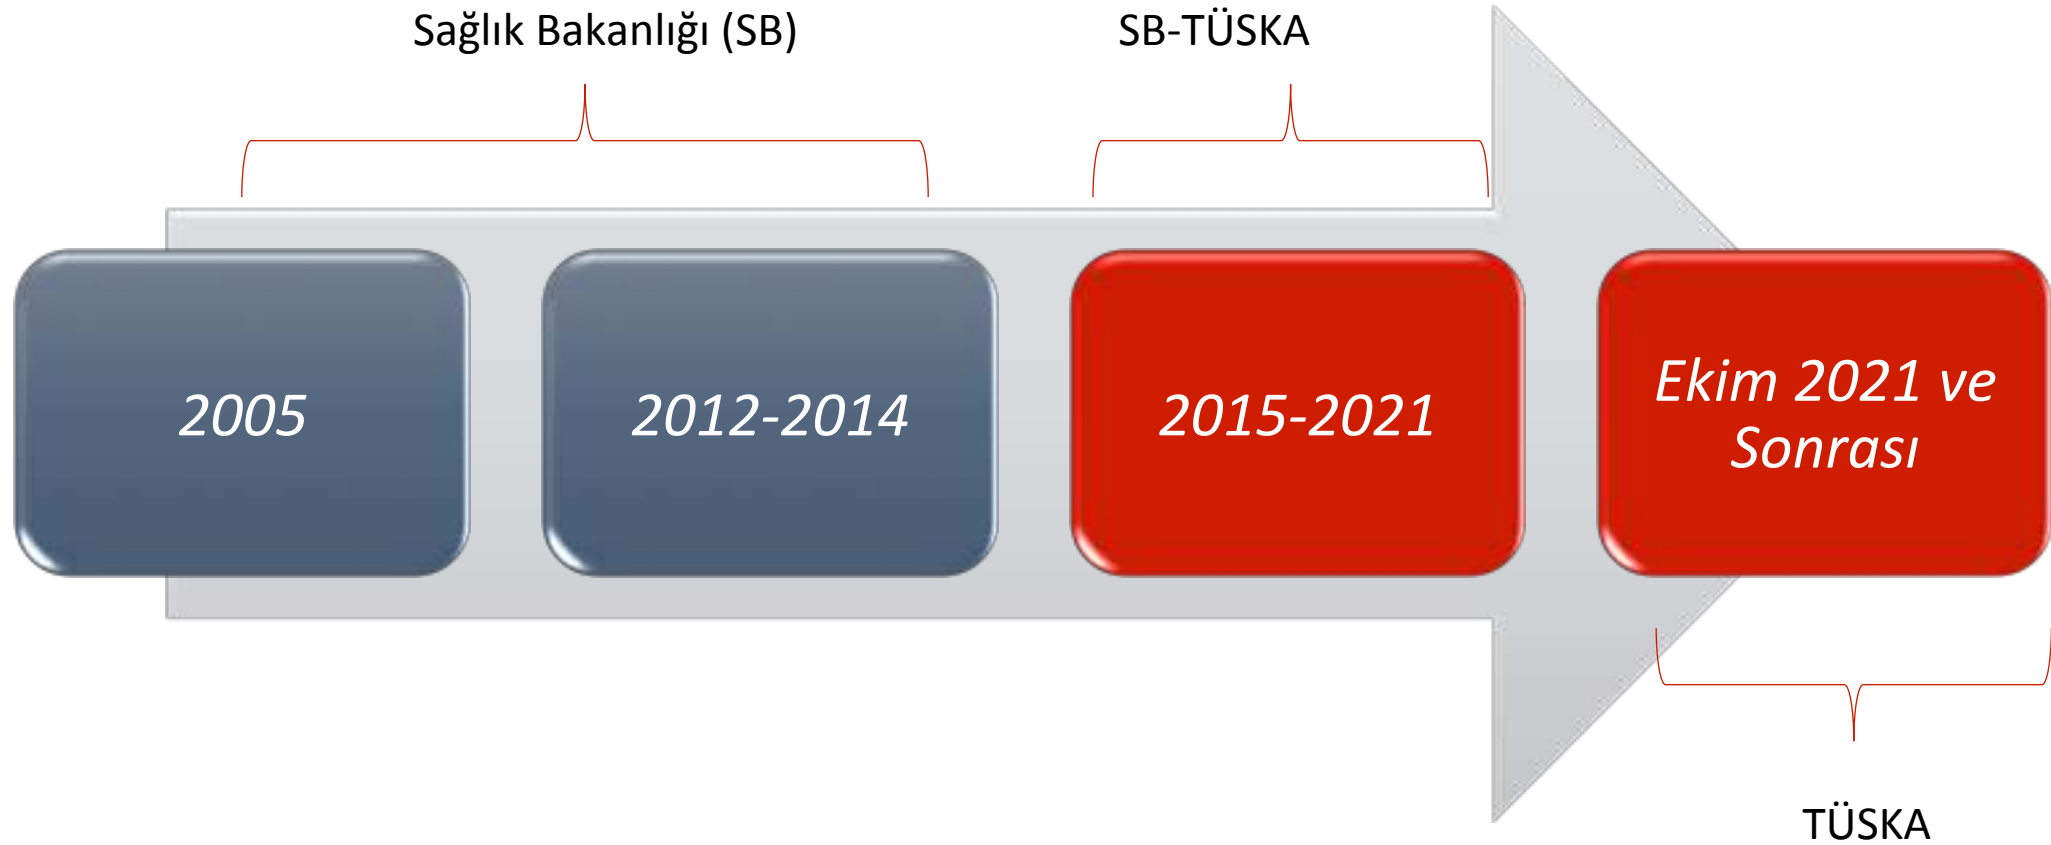 Sağlık Bakanlığı (SB)
SB-TÜSKA
2005
2012-2014
2015-2021
Ekim 2021 ve
Sonrası
TÜSKA